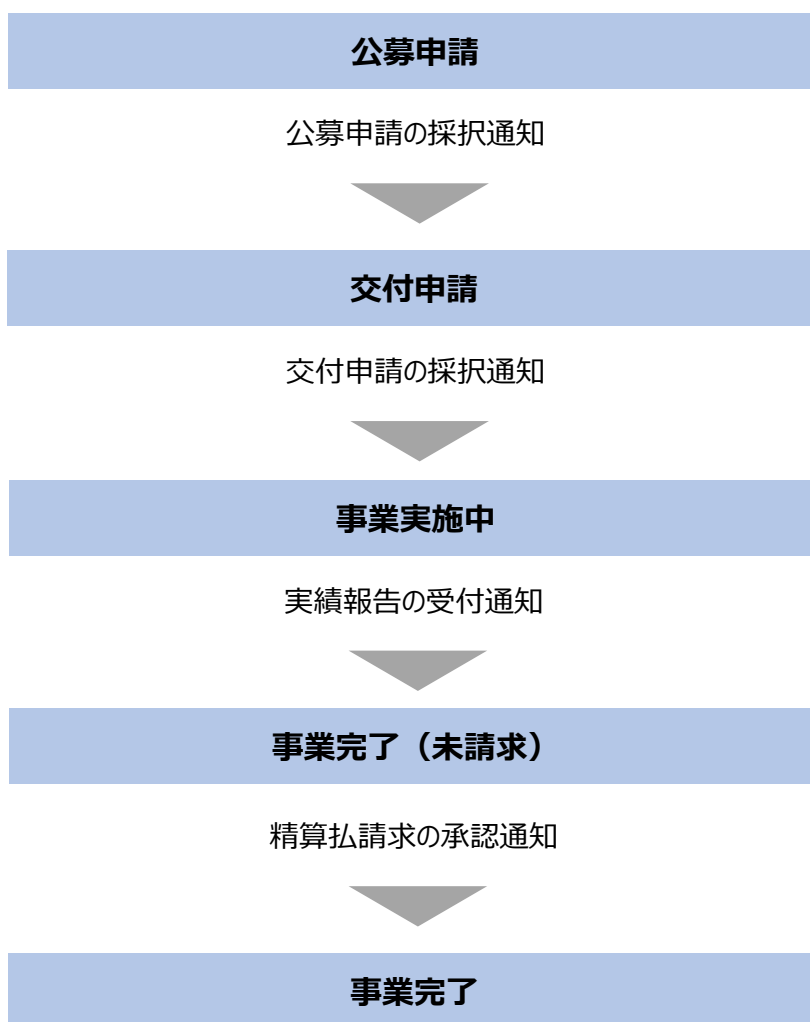 公募申請
公募申請の採択通知
交付申請
交付申請の採択通知
事業実施中
実績報告の受付通知
事業完了（未請求）
精算払請求の承認通知
事業完了